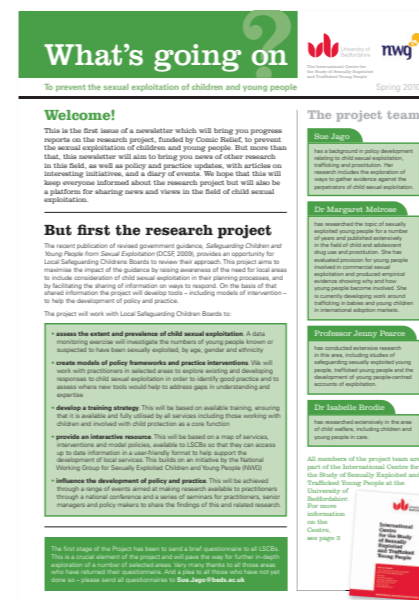 What's going on
?
University of
Bedfordshire
nwg
The International Centre for
the Study of Sexually Exploited
and Trafficked Young People
To prevent the sexual exploitation of children and young people
Spring 2010
Welcome!
This is the first issue of a newsletter which will bring you progress
reports on the research project, funded by Comic Relief, to prevent
the sexual exploitation of children and young people. But more than
that, this newsletter will aim to bring you news of other research
in this field, as well as policy and practice updates, with articles on
interesting initiatives, and a diary of events. We hope that this will
keep everyone informed about the research project but will also be
a platform for sharing news and views in the field of child sexual
exploitation.
But first the research project
The recent publication of revised government guidance, Safeguarding Children and
Young People from Sexual Exploitation (DCSF, 2009), provides an opportunity for
Local Safeguarding Childrens Boards to review their approach. This project aims to
maximise the impact of the guidance by raising awareness of the need for local areas
to include consideration of child sexual exploitation in their planning processes, and
by facilitating the sharing of information on ways to respond. On the basis of that
shared information the project will develop tools – including models of intervention –
to help the development of policy and practice.
The project will work with Local Safeguarding Children Boards to:
• assess the extent and prevalence of child sexual exploitation. A data
monitoring exercise will investigate the numbers of young people known or
suspected to have been sexually exploited, by age, gender and ethnicity
• create models of policy frameworks and practice interventions. We will
work with practitioners in selected areas to explore existing and developing
responses to child sexual exploitation in order to identify good practice and to
assess where new tools would help to address gaps in understanding and
expertise
• develop a training strategy. This will be based on available training, ensuring
that it is available and fully utilised by all services including those working with
children and involved with child protection as a core function
• provide an interactive resource. This will be based on a map of services,
interventions and model policies, available to LSCBs so that they can access
up to date information in a user-friendly format to help support the
development of local services. This builds on an initiative by the National
Working Group for Sexually Exploited Children and Young People (NWG)
• influence the development of policy and practice. This will be achieved
through a range of events aimed at making research available to practitioners
through a national conference and a series of seminars for practitioners, senior
managers and policy makers to share the findings of this and related research.
The first stage of the Project has been to send a brief questionnaire to all LSCBs.
This is a crucial element of the project and will pave the way for further in-depth
exploration of a number of selected areas. Very many thanks to all those areas
who have returned their questionnaire. And a plea to all those who have not yet
done so – please send all questionnaires to Sue.Jago@beds.ac.uk
The project team
Sue Jago
has a background in policy development
relating to child sexual exploitation,
trafficking and prostitution. Her
research includes the exploration of
ways to gather evidence against the
perpetrators of child sexual exploitation.
Dr Margaret Melrose
has researched the topic of sexually
exploited young people for a number
of years and published extensively
in the field of child and adolescent
drug use and prostitution. She has
evaluated provision for young people
involved in commercial sexual
exploitation and produced empirical
evidence showing why and how
young people become involved. She
is currently developing work around
trafficking in babies and young children
in international adoption markets.
Professor Jenny Pearce
has conducted extensive research
in this area, including studies of
safeguarding sexually exploited young
people, trafficked young people and the
development of young people-centred
accounts of exploitation.
Dr Isabelle Brodie
has researched extensively in the area
of child welfare, including children and
young people in care.
All members of the project team are
part of the International Centre for
the Study of Sexually Exploited and
Trafficked Young People at the
University of
Bedfordshire.
For more
information
on the
Centre,
see page 3
International
Centre
for the Study
of Sexually
Exploited
and Trafficked
Young People